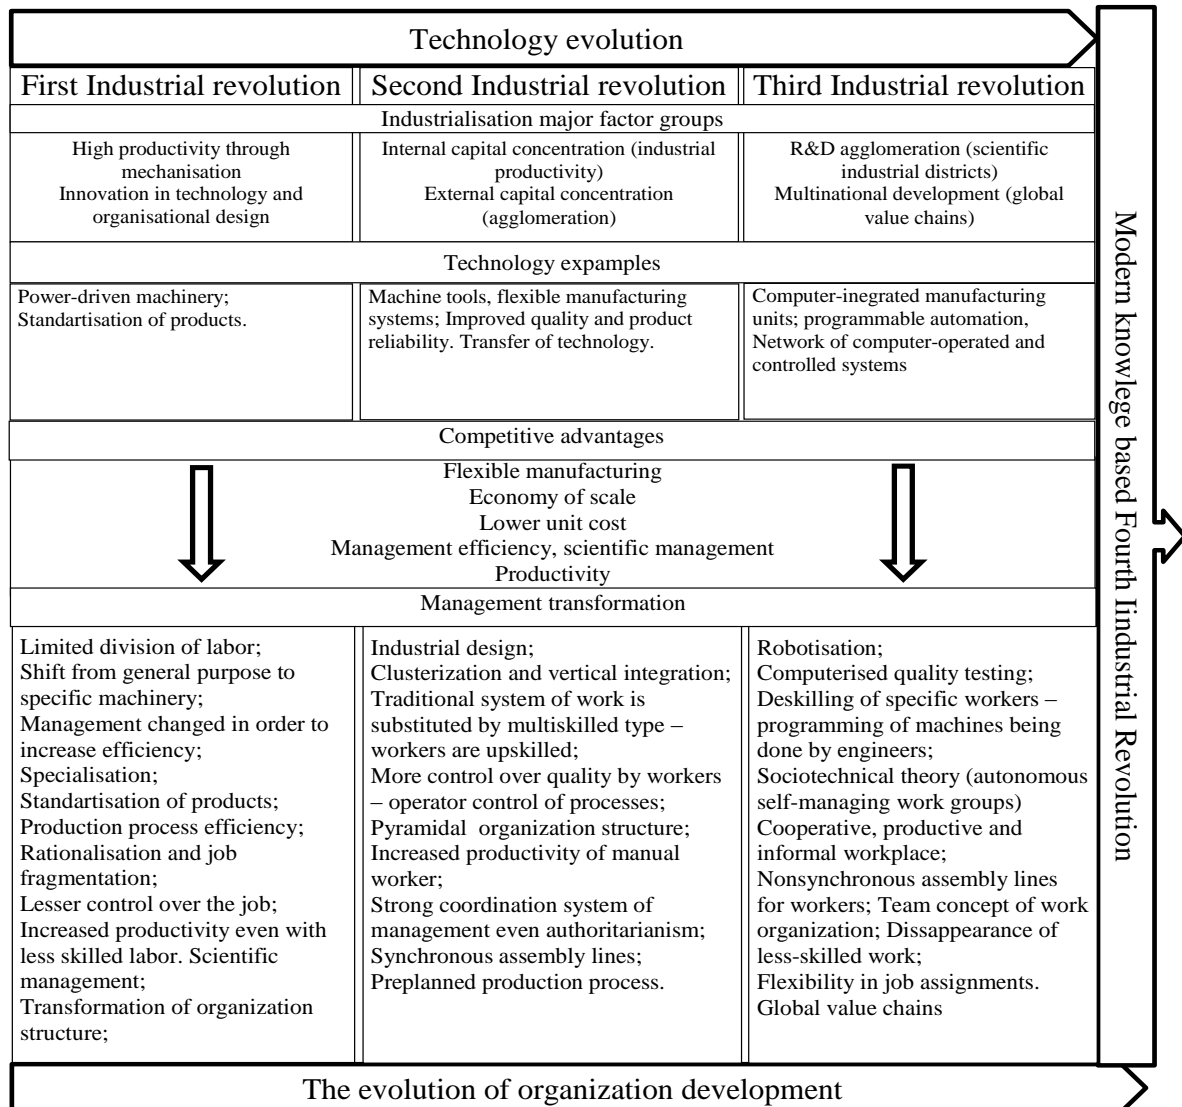 Technology evolution
First Industrial revolution
Second Industrial revolution
Third Industrial revolution
Industrialisation major factor groups
High productivity through
mechanisation
Innovation in technology and
organisational design
Internal capital concentration (industrial
productivity)
External capital concentration
(agglomeration)
R&D agglomeration (scientific
industrial districts)
Multinational development (global
value chains)
Technology expamples
Power-driven machinery;
Standartisation of products.
Machine tools, flexible manufacturing
systems; Improved quality and product
reliability. Transfer of technology.
Computer-inegrated manufacturing
units; programmable automation,
Network of computer-operated and
controlled systems
Competitive advantages
Flexible manufacturing
Economy of scale
Lower unit cost
Management efficiency, scientific management
Productivity
Management transformation
Limited division of labor;
Shift from general purpose to
specific machinery;
Management changed in order to
increase efficiency;
Specialisation;
Standartisation of products;
Production process efficiency;
Rationalisation and job
fragmentation;
Lesser control over the job;
Increased productivity even with
less skilled labor. Scientific
management;
Transformation of organization
structure;
Industrial design;
Clusterization and vertical integration;
Traditional system of work is
substituted by multiskilled type –
workers are upskilled;
More control over quality by workers
– operator control of processes;
Pyramidal organization structure;
Increased productivity of manual
worker;
Strong coordination system of
management even authoritarianism;
Synchronous assembly lines;
Preplanned production process.
Robotisation;
Computerised quality testing;
Deskilling of specific workers –
programming of machines being
done by engineers;
Sociotechnical theory (autonomous
self-managing work groups)
Cooperative, productive and
informal workplace;
Nonsynchronous assembly lines
for workers; Team concept of work
organization; Dissappearance of
less-skilled work;
Flexibility in job assignments.
Global value chains
Modern knowlege based Fourth Iindustrial Revolution
The evolution of organization development